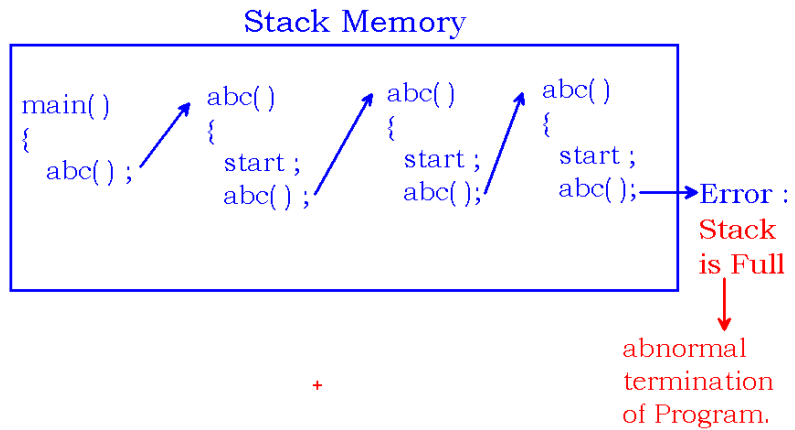 Stack Memory
main()
{
abc() ;
abc()
{
start ;
abc() ;
abc()
{
start ;
abc();
abc()
{
start ;
abc();
Error :
Stack
is Full
abnormal
termination
of Program.